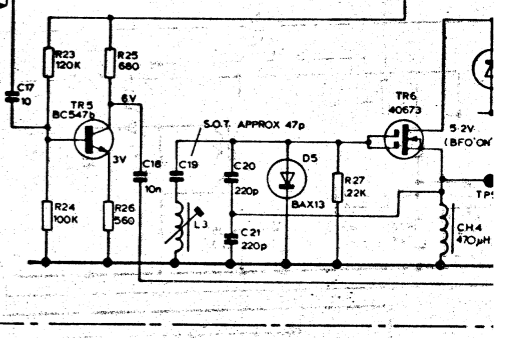 R23
120K
R25
680
C17
10
TR5
BC547b
6V
3V
R24
100K
R26
560
C18
10n
S.O.T. APPROX 47p
C19
L3
C20
220p
C21
220p
D5
BAX13
R27
22K
TR6
40673
5·2V
(BFO'ON'
TP5
CH4
470µH